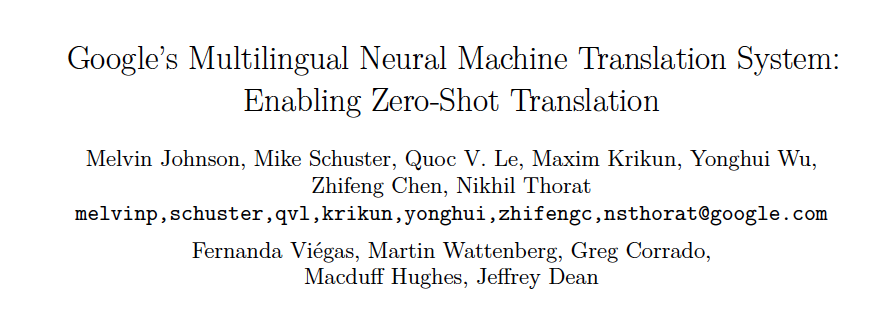 Google's Multilingual Neural Machine Translation System:
Enabling Zero-Shot Translation
Melvin Johnson, Mike Schuster, Quoc V. Le, Maxim Krikun, Yonghui Wu,
Zhifeng Chen, Nikhil Thorat
melvinp,schuster,qvl,krikun,yonghui,zhifengc,nsthorat@google.com
Fernanda Viégas, Martin Wattenberg, Greg Corrado,
Macduff Hughes, Jeffrey Dean